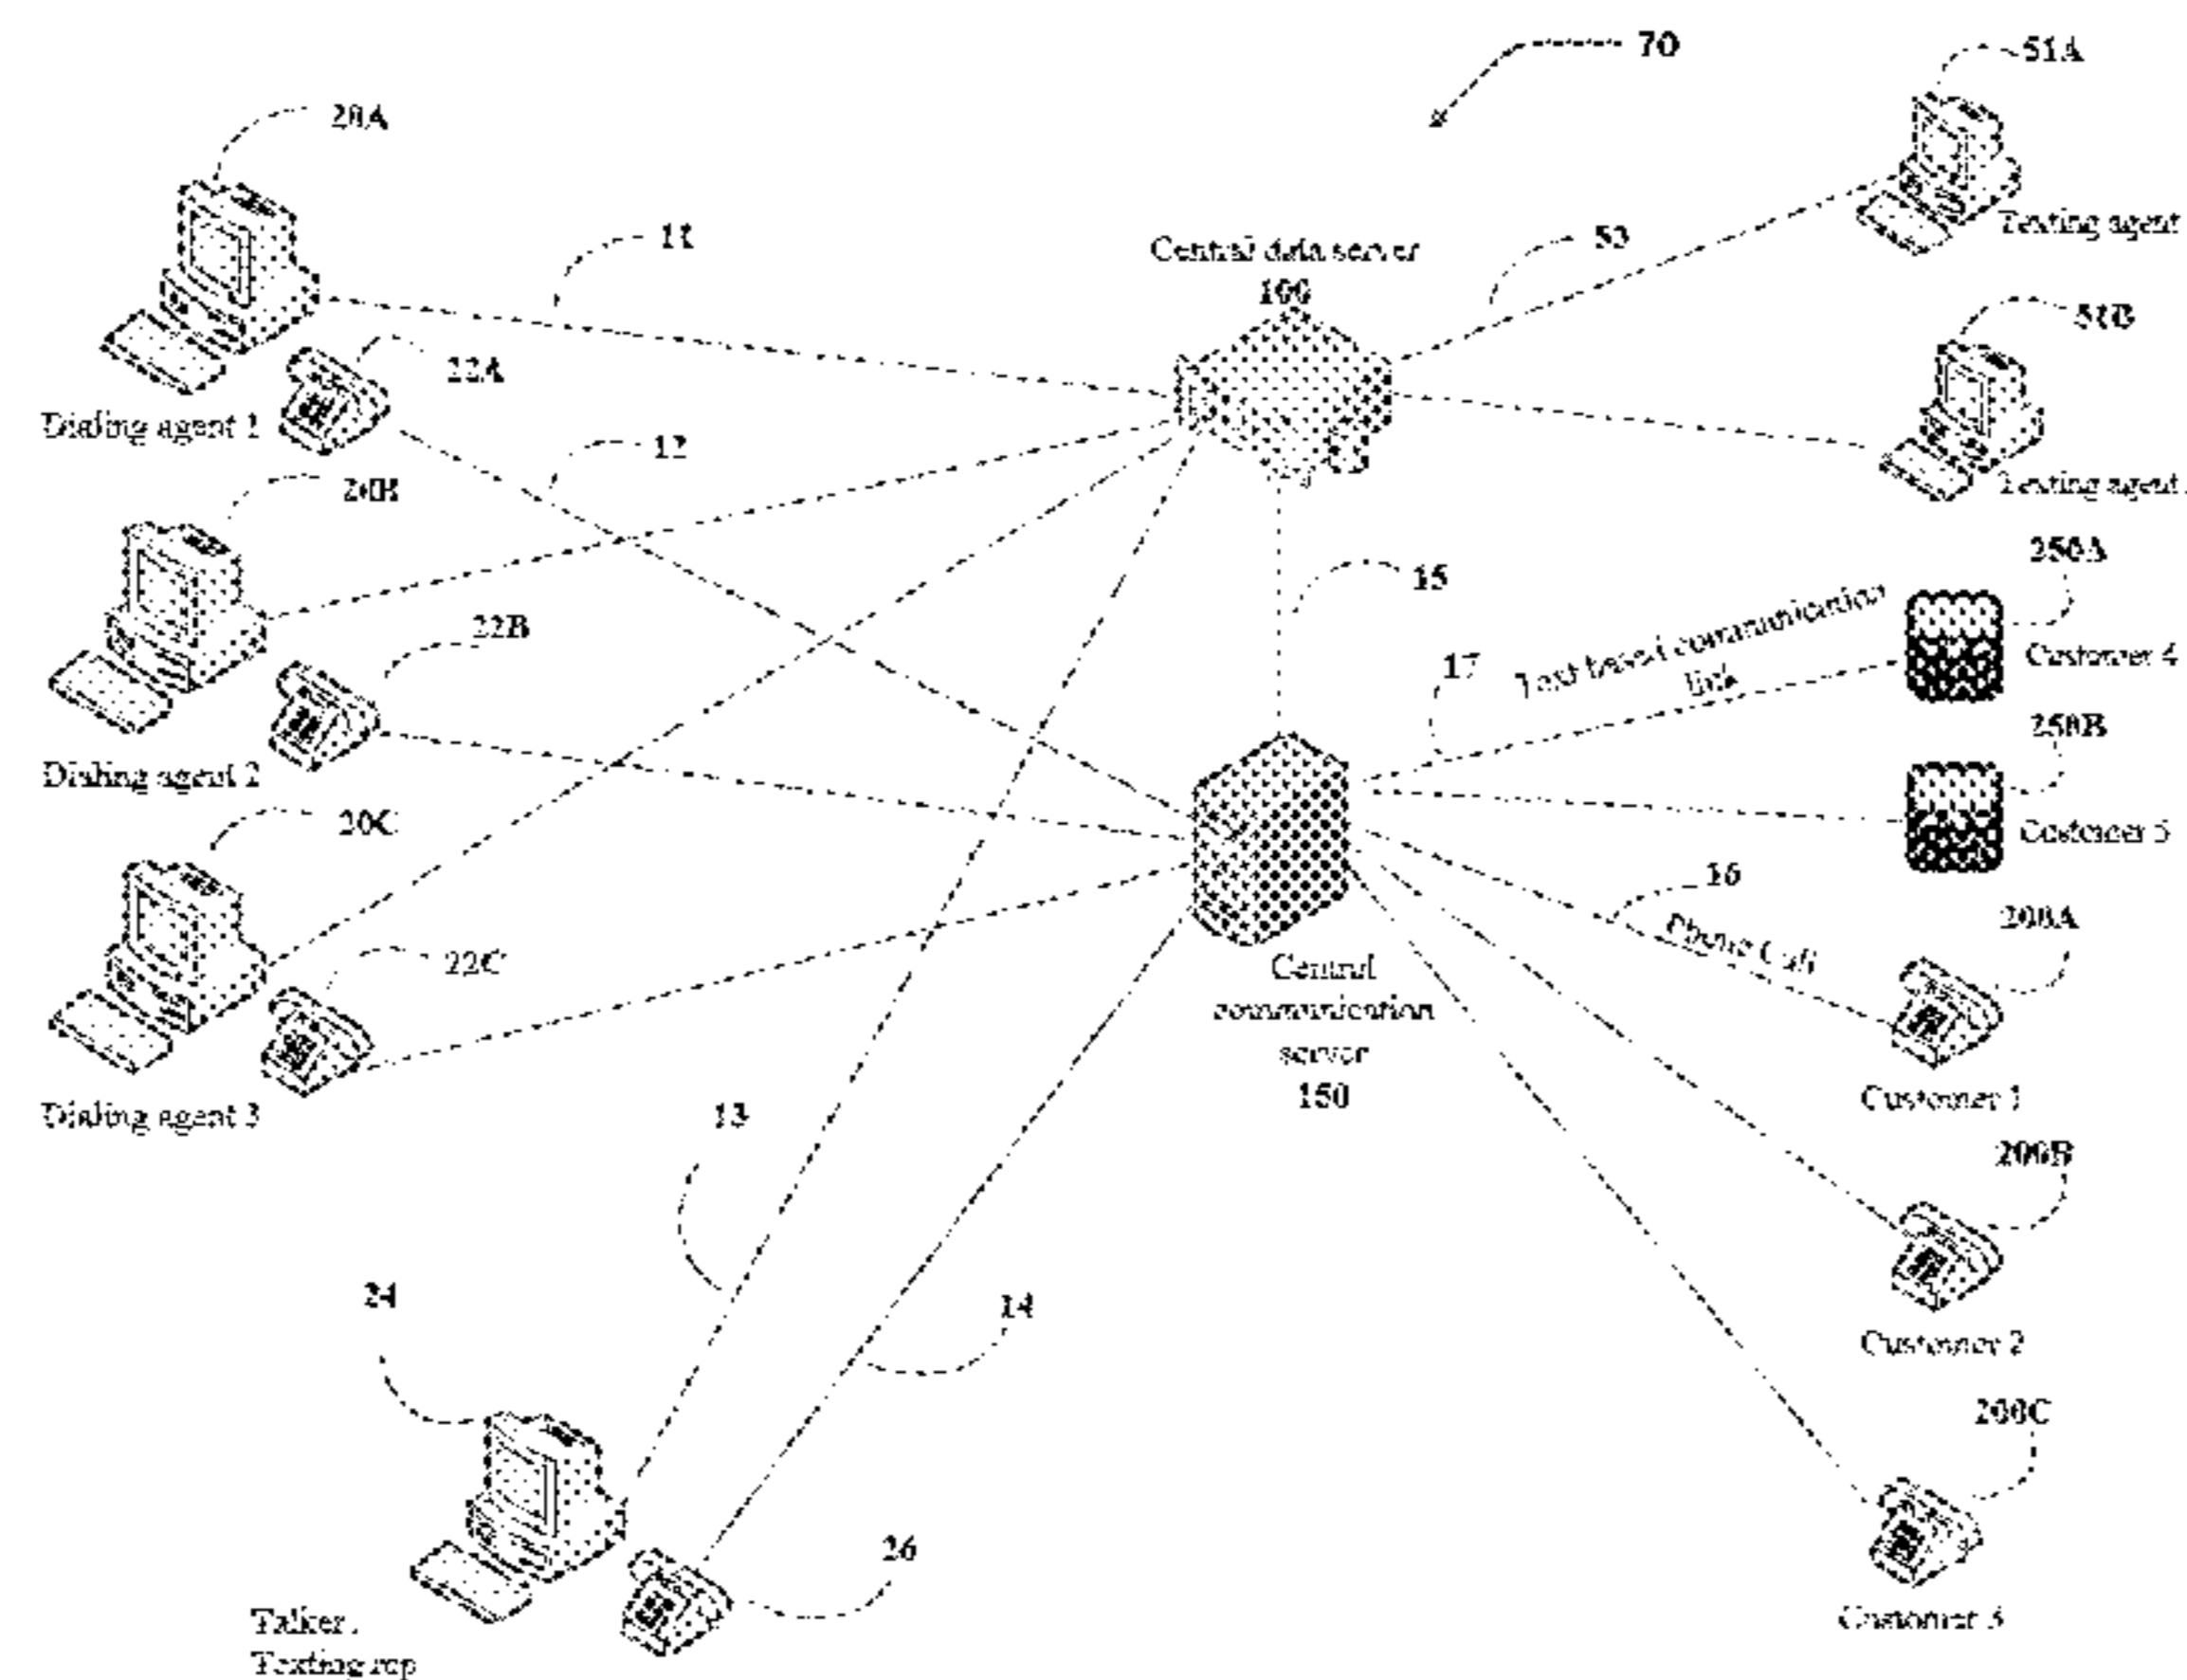 70
51A
20A
11
53
Central data server
100
Texting agent
22A
51B
Dialing agent 1
12
20B
Texting agent
250A
15
22B
17
Text based communication
link
Customer 4
250B
Dialing agent 2
20C
Customer 5
16
200A
22C
Phone Call
Central
communication
server
150
Customer 1
Dialing agent 3
13
200B
24
14
Customer 2
200C
26
Talker
Texting rep
Customer 3